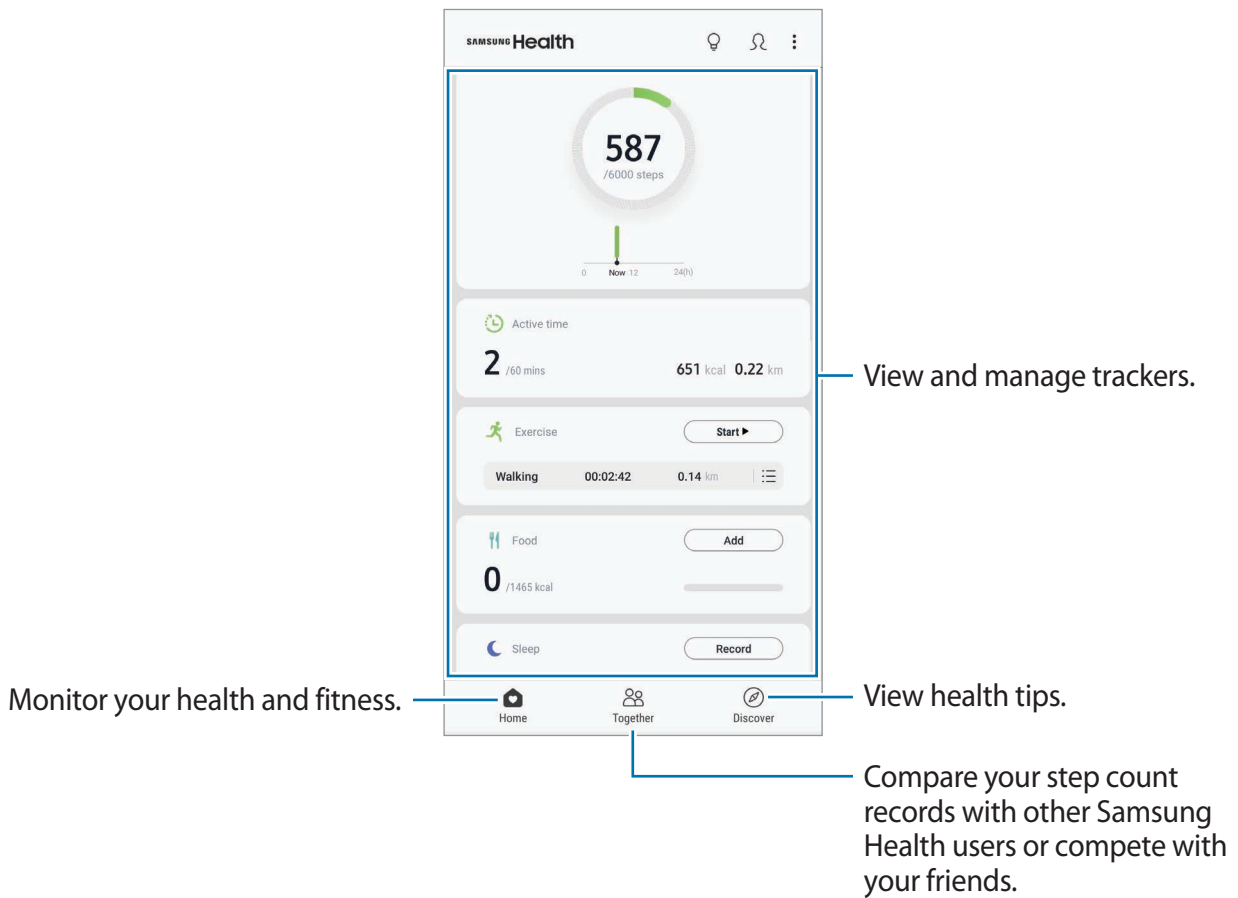 SAMSUNG Health
587
/6000 steps
0 Now 12 24(h)
Active time
2 /60 mins 651 kcal 0.22 km
View and manage trackers.
Exercise Start
Walking 00:02:42 0.14 km
Food Add
0 /1465 kcal
Sleep Record
Monitor your health and fitness.
View health tips.
Home Together Discover
Compare your step count
records with other Samsung
Health users or compete with
your friends.